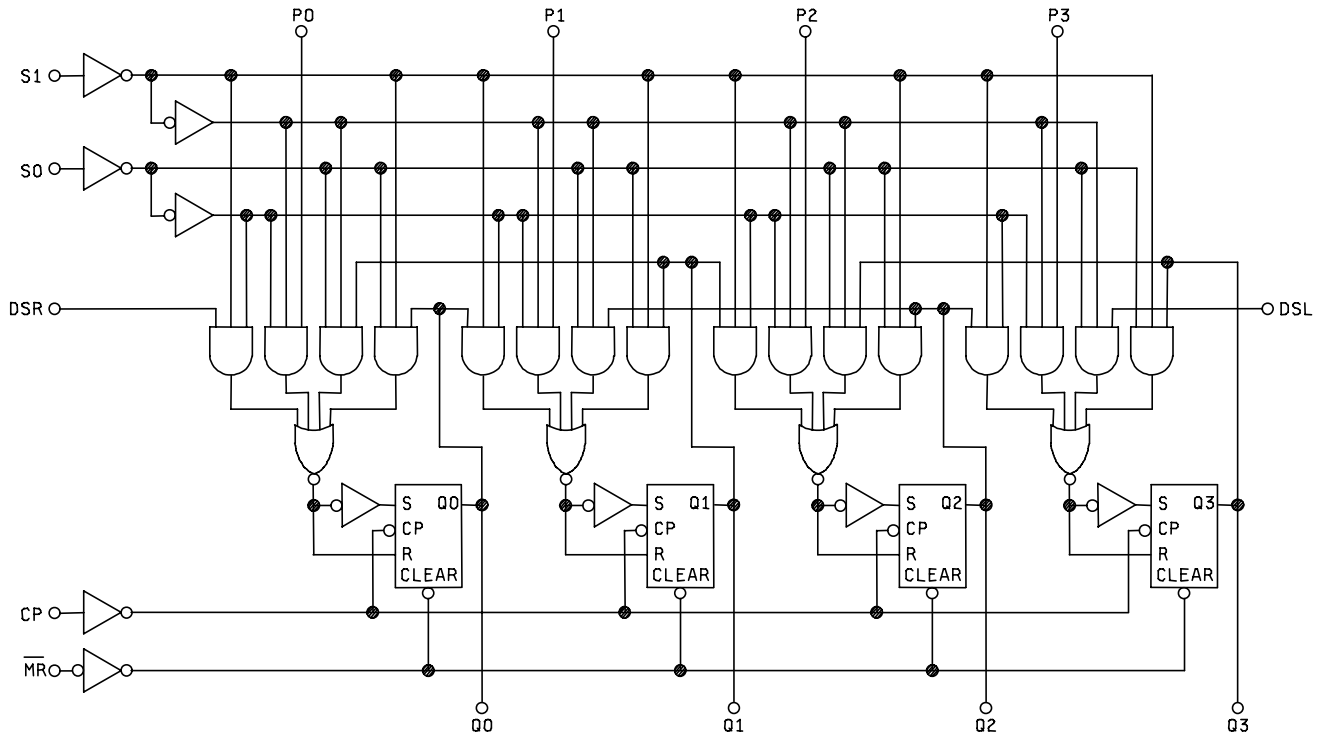 P0 P1 P2 P3
S1
S0
DSR DSL
S Q0 S Q1 S Q2 S Q3
CP CP CP CP
R R R R
CLEAR CLEAR CLEAR CLEAR
CP
M̅R̅
Q0 Q1 Q2 Q3